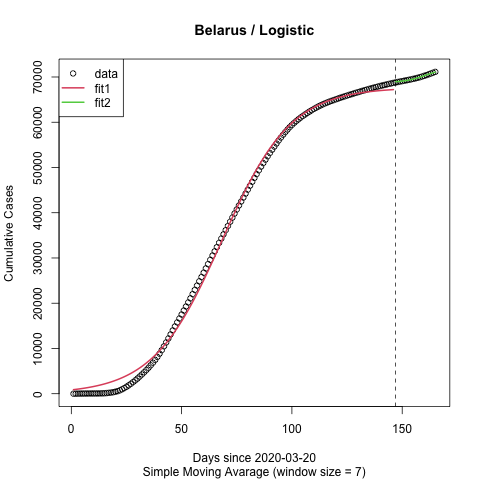 Belarus / Logistic
data
fit1
fit2
Cumulative Cases
70000
60000
50000
40000
30000
20000
10000
0
0 50 100 150
Days since 2020-03-20
Simple Moving Avarage (window size = 7)